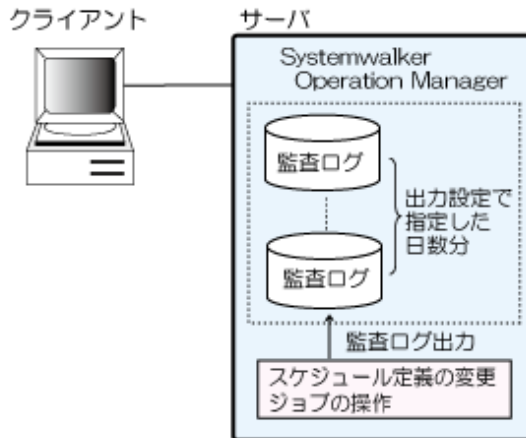 クライアント
サーバ
Systemwalker
Operation Manager
監査ログ
監査ログ
出力設定で
指定した
日数分
監査ログ出力
スケジュール定義の変更
ジョブの操作